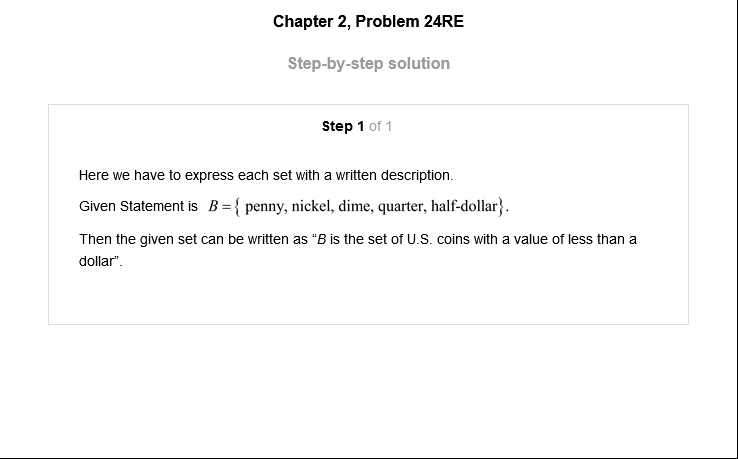 Chapter 2, Problem 24RE
Step-by-step solution
Step 1 of 1
Here we have to express each set with a written description.
Given Statement is B = { penny, nickel, dime, quarter, half-dollar}.
Then the given set can be written as “B is the set of U.S. coins with a value of less than a
dollar”.